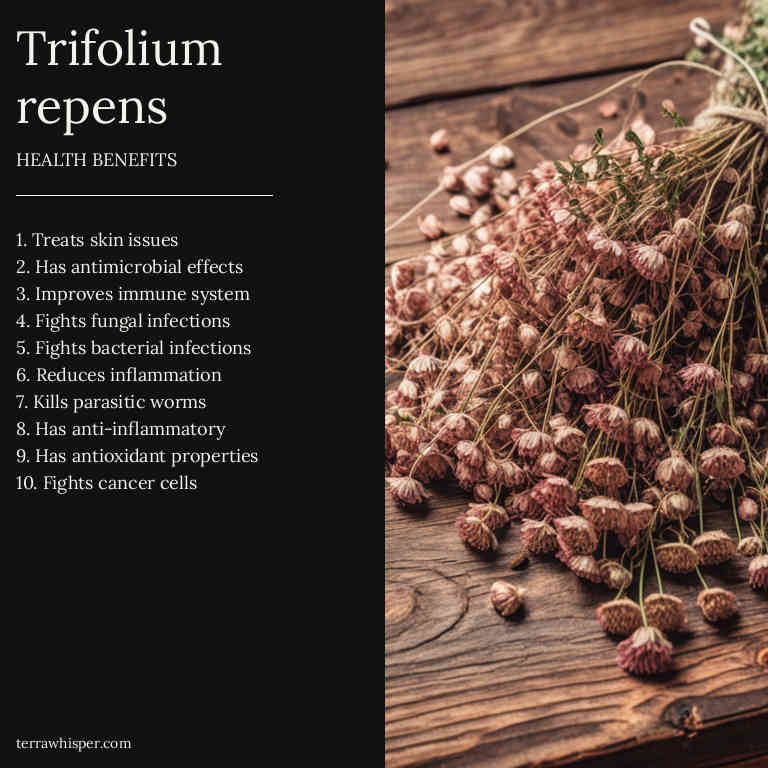 Trifolium
repens
HEALTH BENEFITS
1. Treats skin issues
2. Has antimicrobial effects
3. Improves immune system
4. Fights fungal infections
5. Fights bacterial infections
6. Reduces inflammation
7. Kills parasitic worms
8. Has anti-inflammatory
9. Has antioxidant properties
10. Fights cancer cells
terrawhisper.com